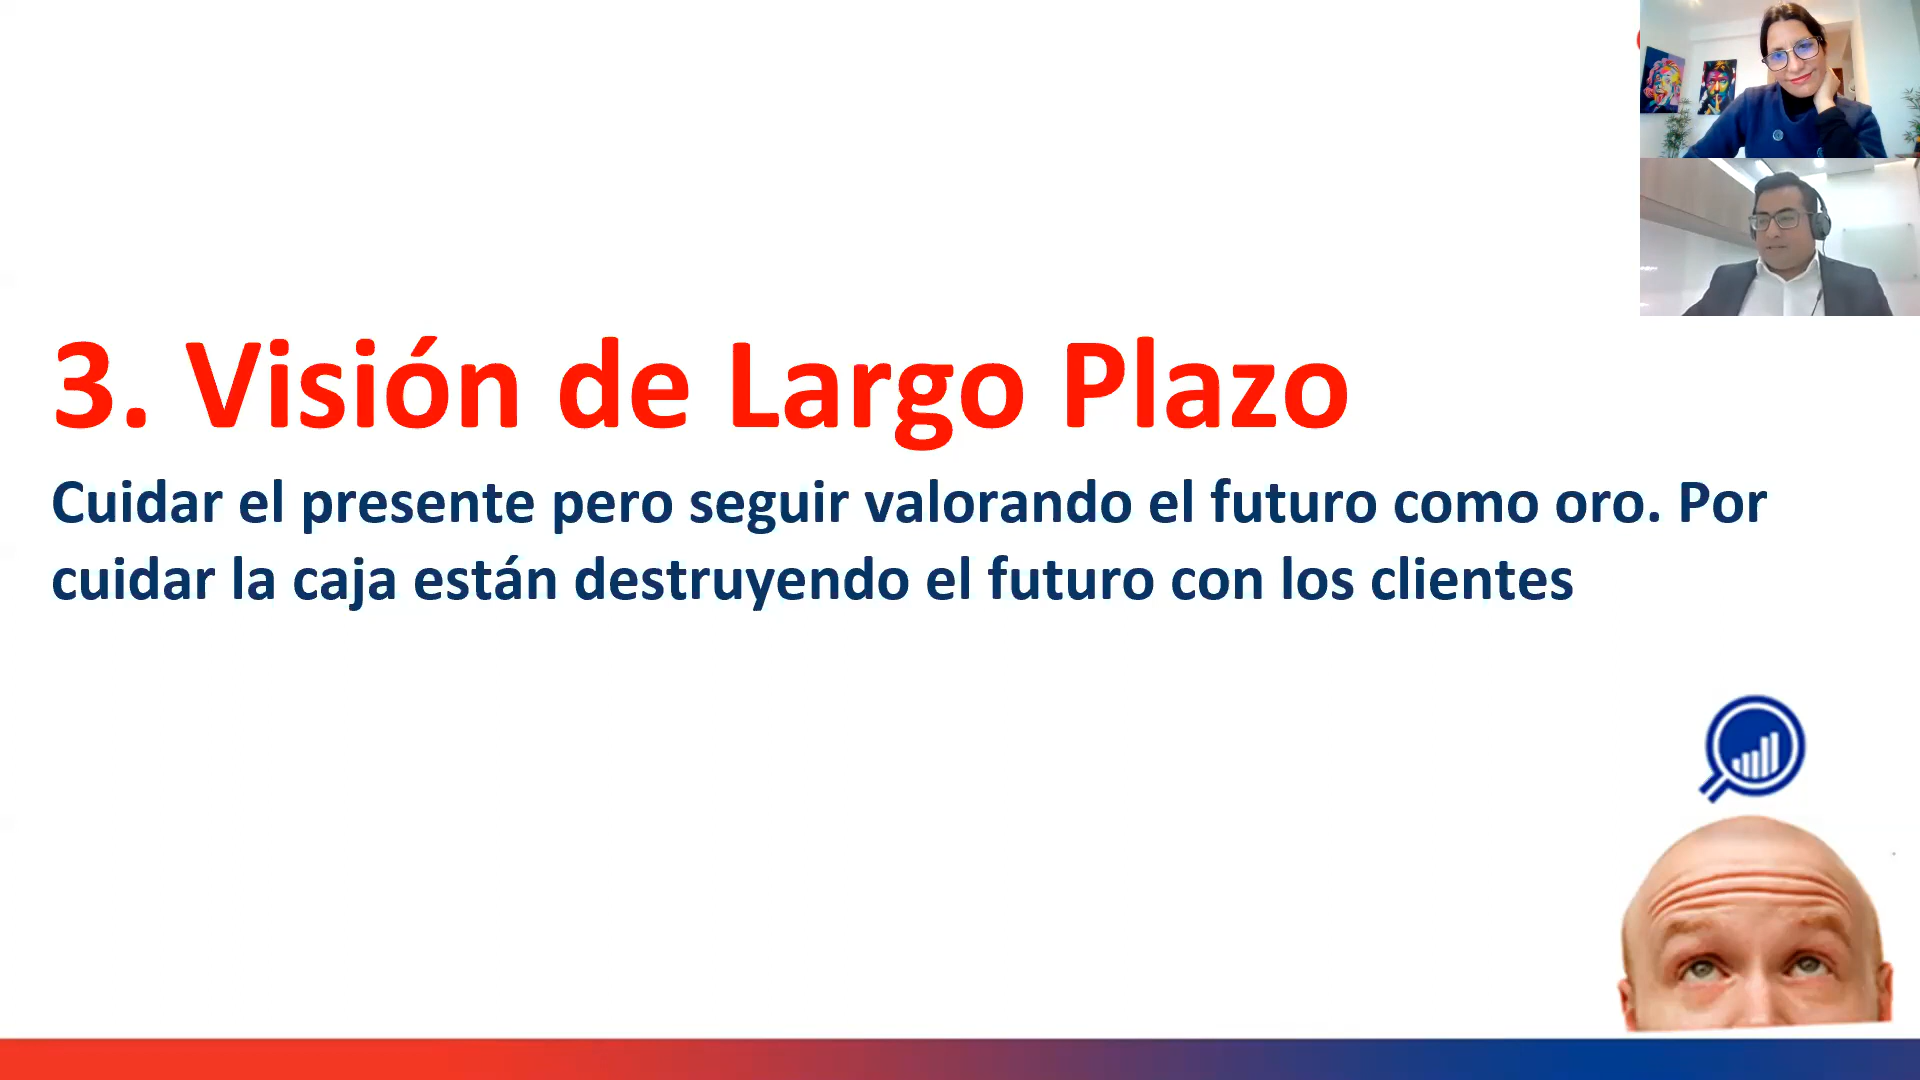 3. Visión de Largo Plazo
Cuidar el presente pero seguir valorando el futuro como oro. Por
cuidar la caja están destruyendo el futuro con los clientes